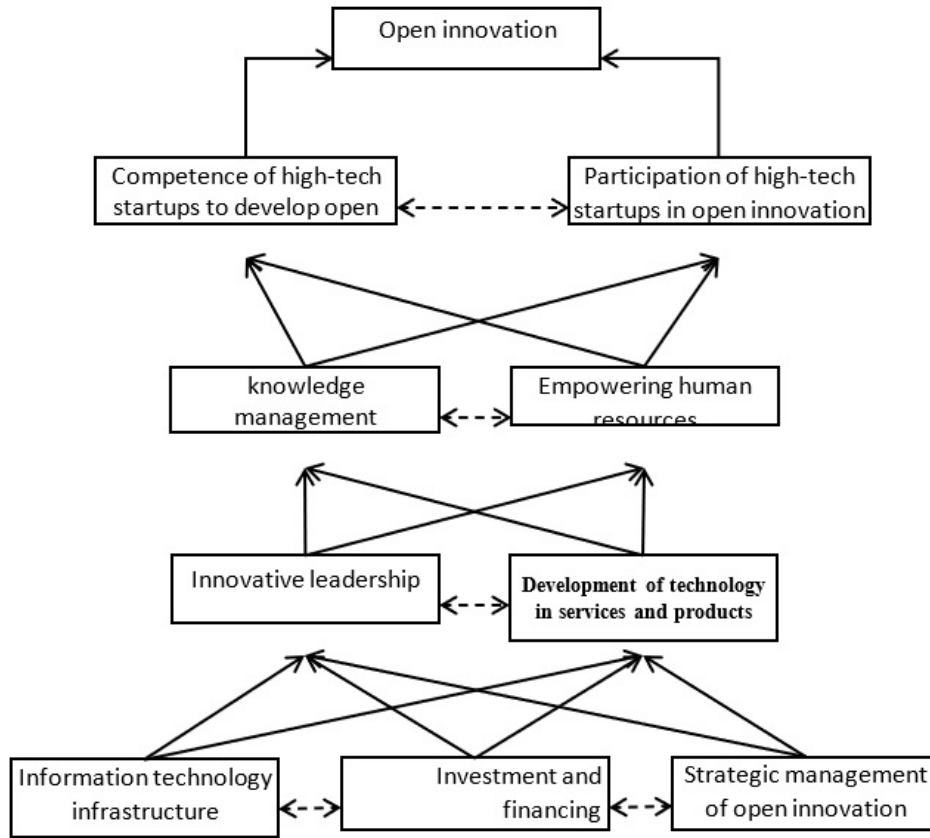 Open innovation
Competence of high-tech
startups to develop open
Participation of high-tech
startups in open innovation
knowledge
management
Empowering human
resources
Innovative leadership
Development of technology
in services and products
Information technology
infrastructure
Investment and
financing
Strategic management
of open innovation